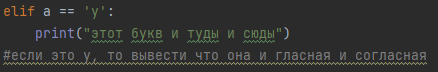 elif a == 'y':
print("этот букв и туды и сюды")
#если это у, то вывести что она и гласная и согласная